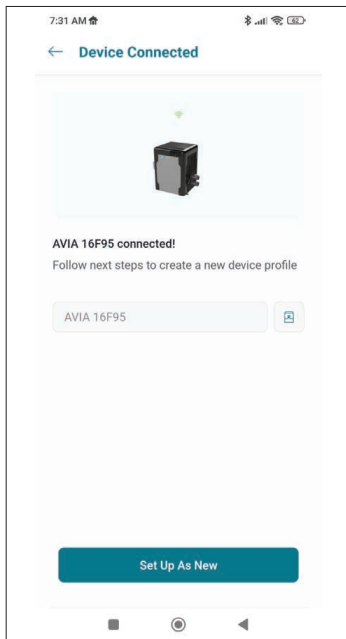 7:31 AM
62
Device Connected
AVIA 16F95 connected!
Follow next steps to create a new device profile
AVIA 16F95
Set Up As New